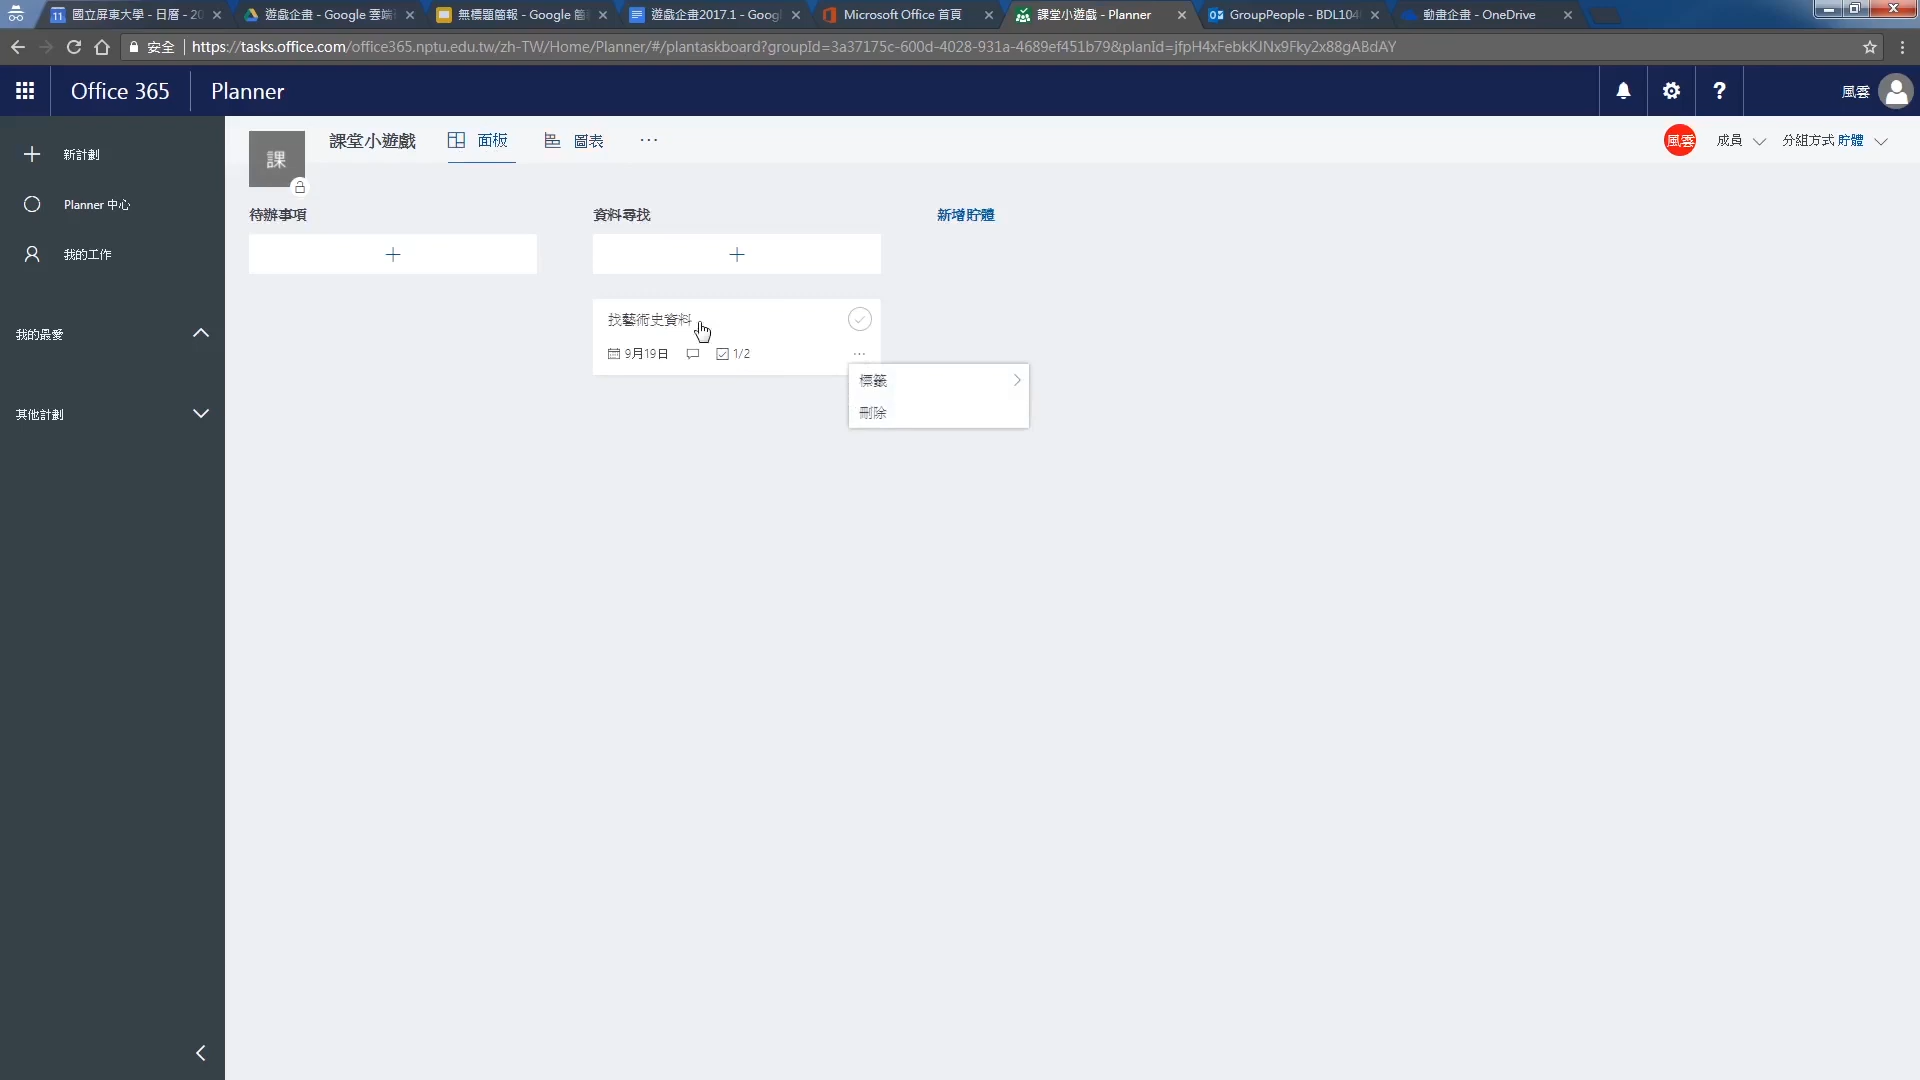 國立屏東大學 - 日曆 - 20
遊戲企畫 - Google 雲端
無標題簡報 - Google 簡
遊戲企畫2017.1 - Googl
Microsoft Office 首頁
課堂小遊戲 - Planner
GroupPeople - BDL104
動畫企畫 - OneDrive
安全 | https://tasks.office.com/office365.nptu.edu.tw/zh-TW/Home/Planner/#/plantaskboard?groupId=3a37175c-600d-4028-931a-4689ef451b79&planId=jfpH4xFebkKJNx9Fky2x88gABdAY
Office 365
Planner
風雲
新計劃
Planner 中心
我的工作
我的最愛
其他計劃
課
課堂小遊戲
面板
圖表
風雲
成員
分組方式 貯體
待辦事項
資料尋找
新增貯體
找藝術史資料
9月19日
1/2
標籤
刪除